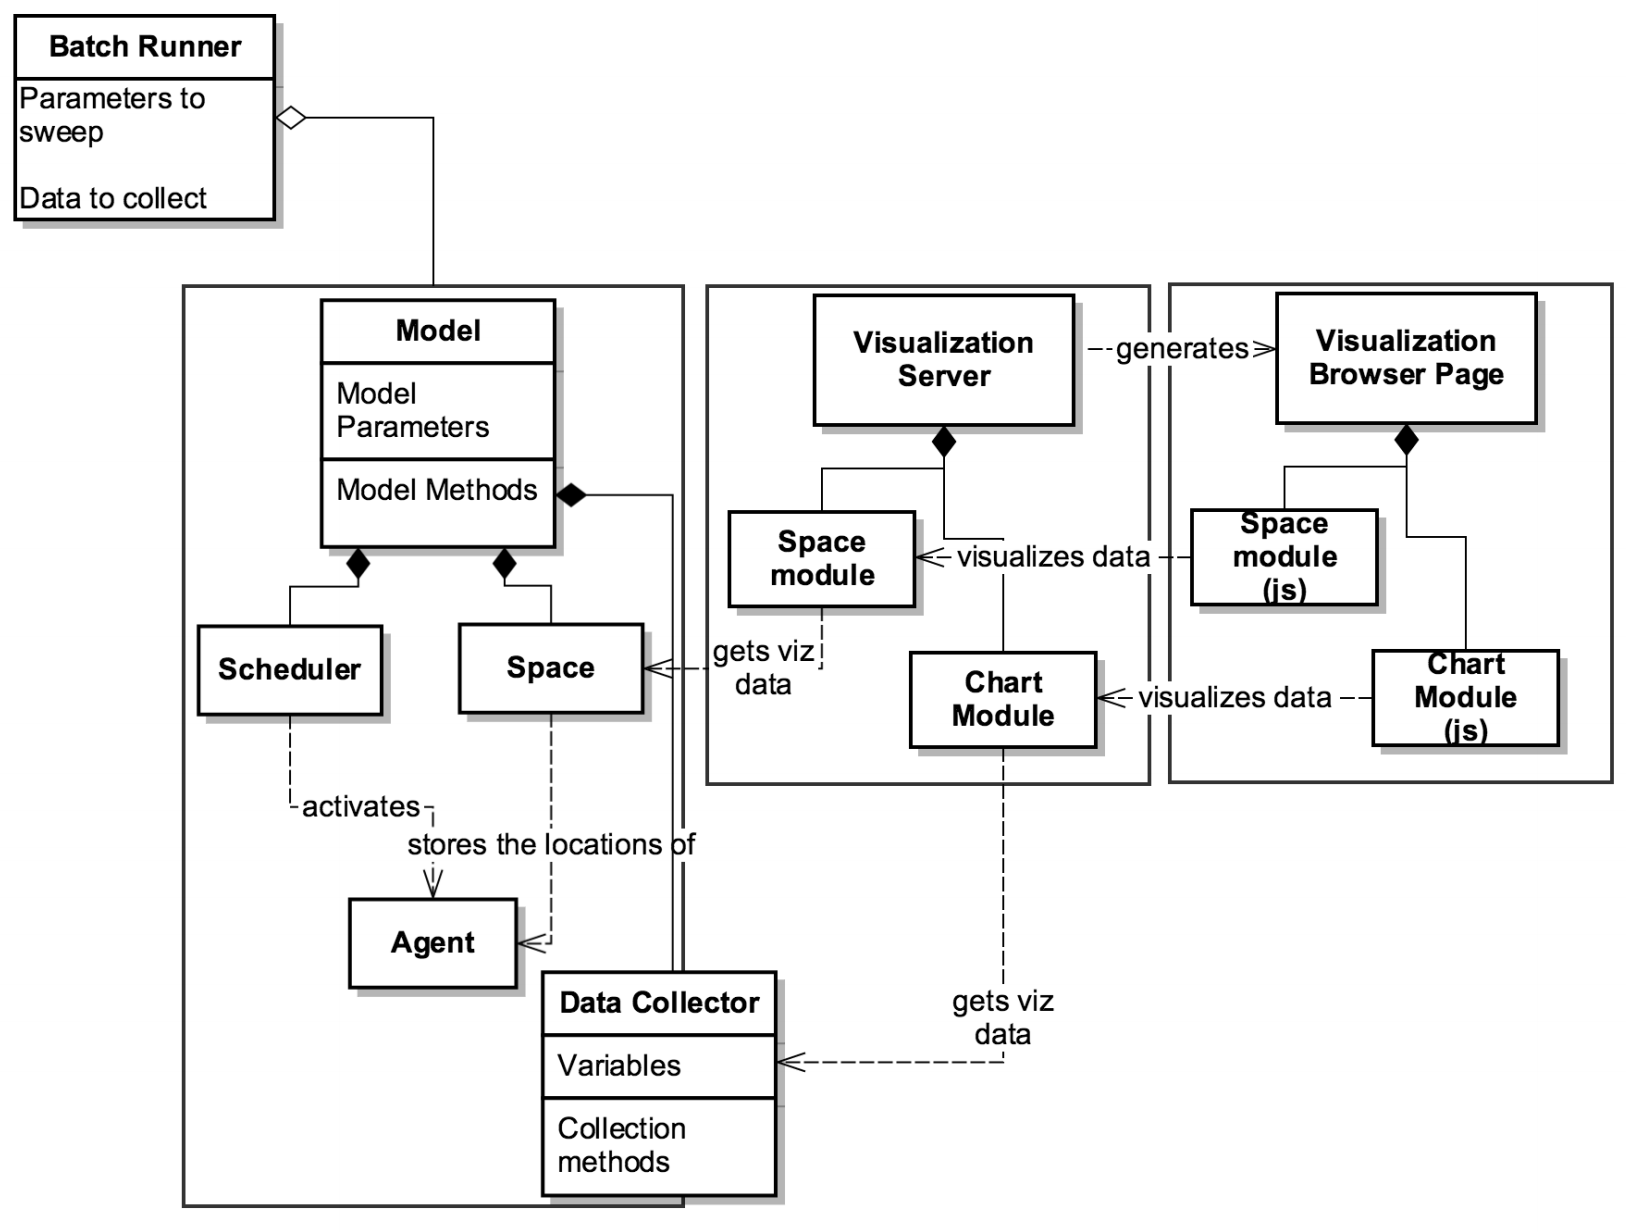 Batch Runner
Parameters to
sweep
Data to collect
Model
Model
Parameters
Model Methods
Scheduler
Space
activates
stores the locations of
Agent
Data Collector
Variables
Collection
methods
Visualization
Server
generates
Visualization
Browser Page
Space
module
visualizes data
Space
module
(js)
gets viz
data
Chart
Module
visualizes data
Chart
Module
(js)
gets viz
data